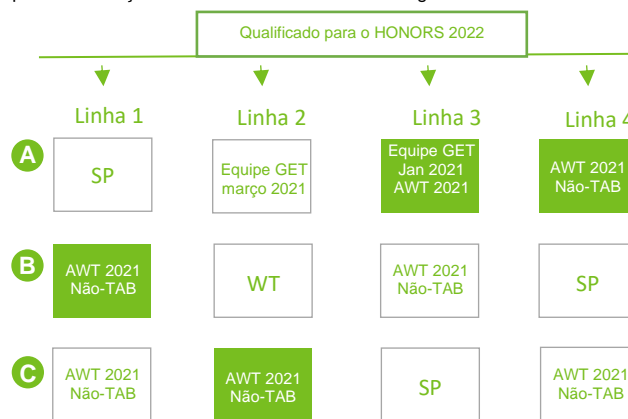 Qualificado para o HONORS 2022
Linha 1
Linha 2
Linha 3
Linha 4
A
SP
Equipe GET
março 2021
Equipe GET
Jan 2021
AWT 2021
AWT 2021
Não-TAB
B
AWT 2021
Não-TAB
WT
AWT 2021
Não-TAB
SP
C
AWT 2021
Não-TAB
AWT 2021
Não-TAB
SP
AWT 2021
Não-TAB